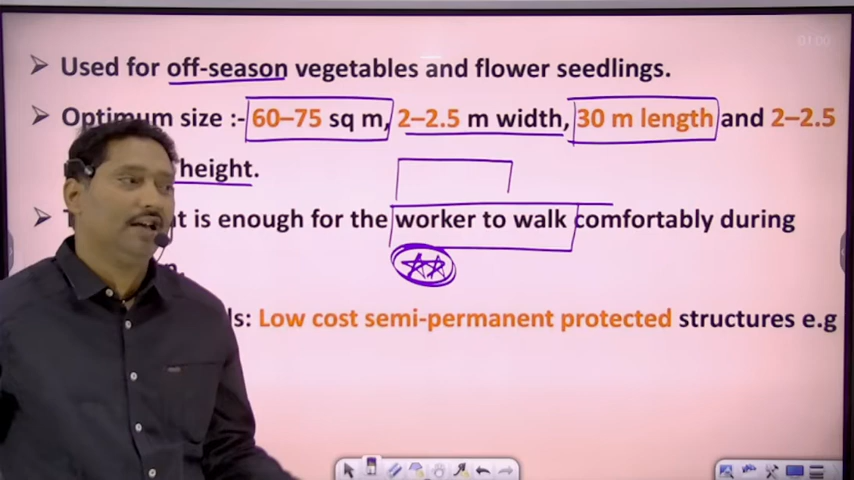 Used for off-season vegetables and flower seedlings.
Optimum size :- 60–75 sq m, 2–2.5 m width, 30 m length and 2–2.5
height.
is enough for the worker to walk comfortably during
Low cost semi-permanent protected structures e.g
01:00